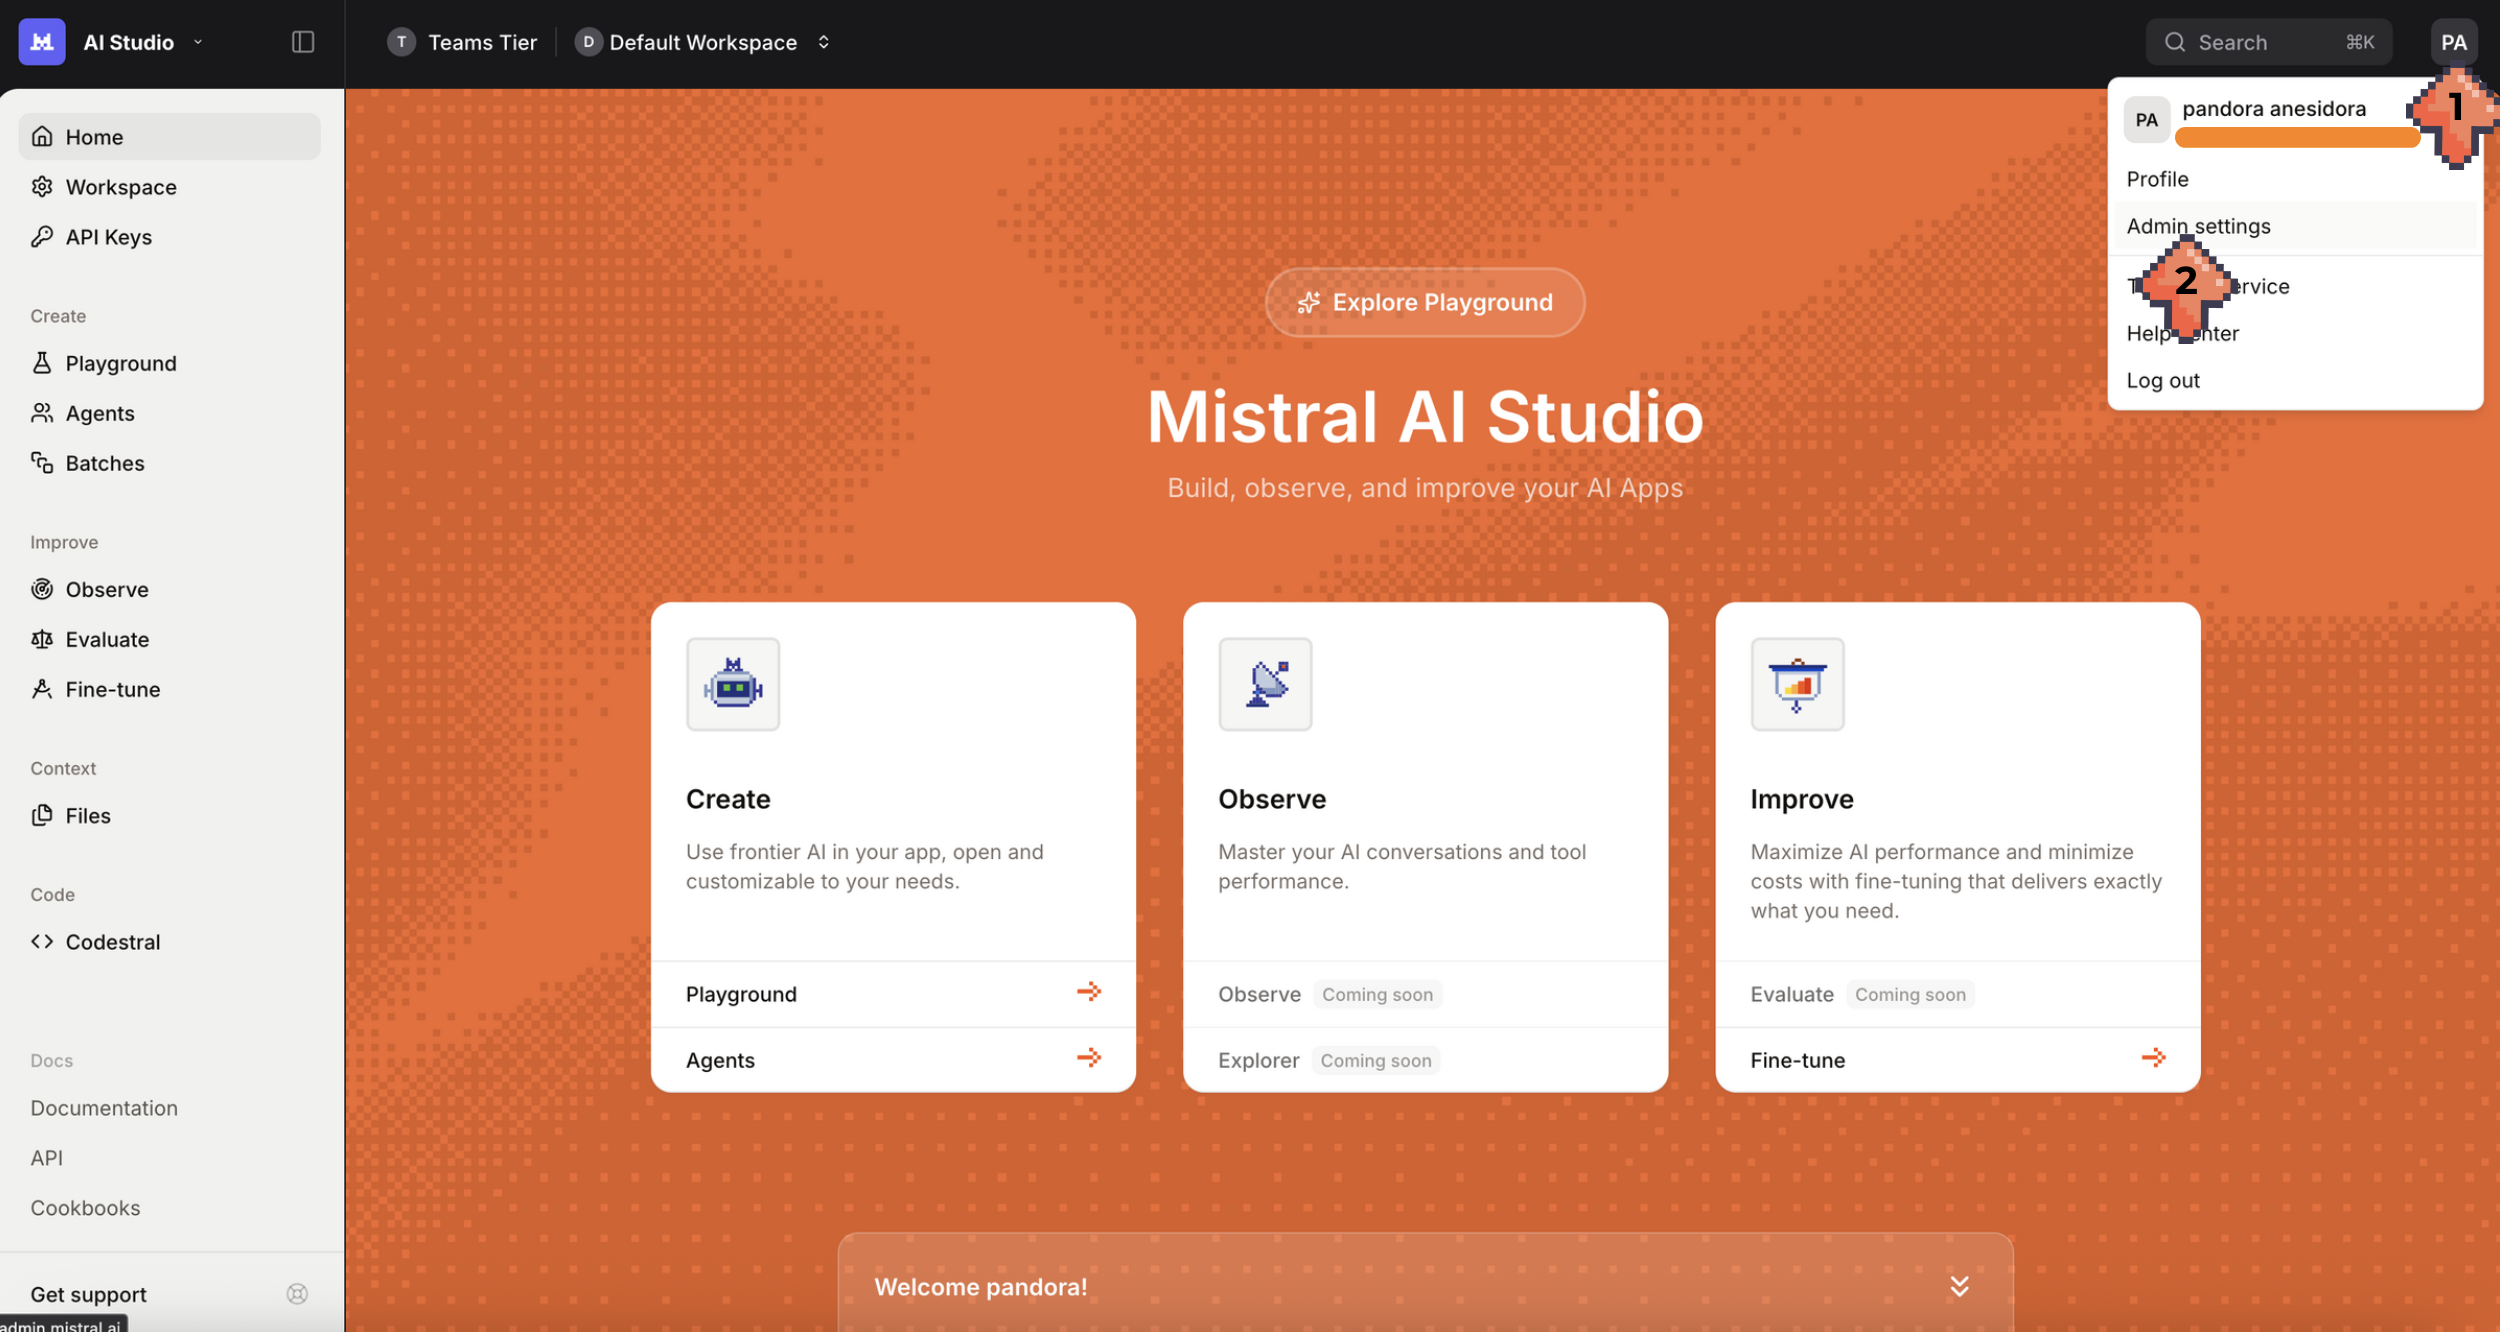 AI Studio
T Teams Tier
D Default Workspace
Search ⌘K
PA
Home
Workspace
API Keys
Create
Playground
Agents
Batches
Improve
Observe
Evaluate
Fine-tune
Context
Files
Code
Codestral
Docs
Documentation
API
Cookbooks
Get support
admin.mistral.ai
PA
pandora anesidora
1
Profile
Admin settings
2
Help
Log out
Explore Playground
Mistral AI Studio
Build, observe, and improve your AI Apps
Create
Use frontier AI in your app, open and
customizable to your needs.
Playground
Agents
Observe
Master your AI conversations and tool
performance.
Observe Coming soon
Explorer Coming soon
Improve
Maximize AI performance and minimize
costs with fine-tuning that delivers exactly
what you need.
Evaluate Coming soon
Fine-tune
Welcome pandora!